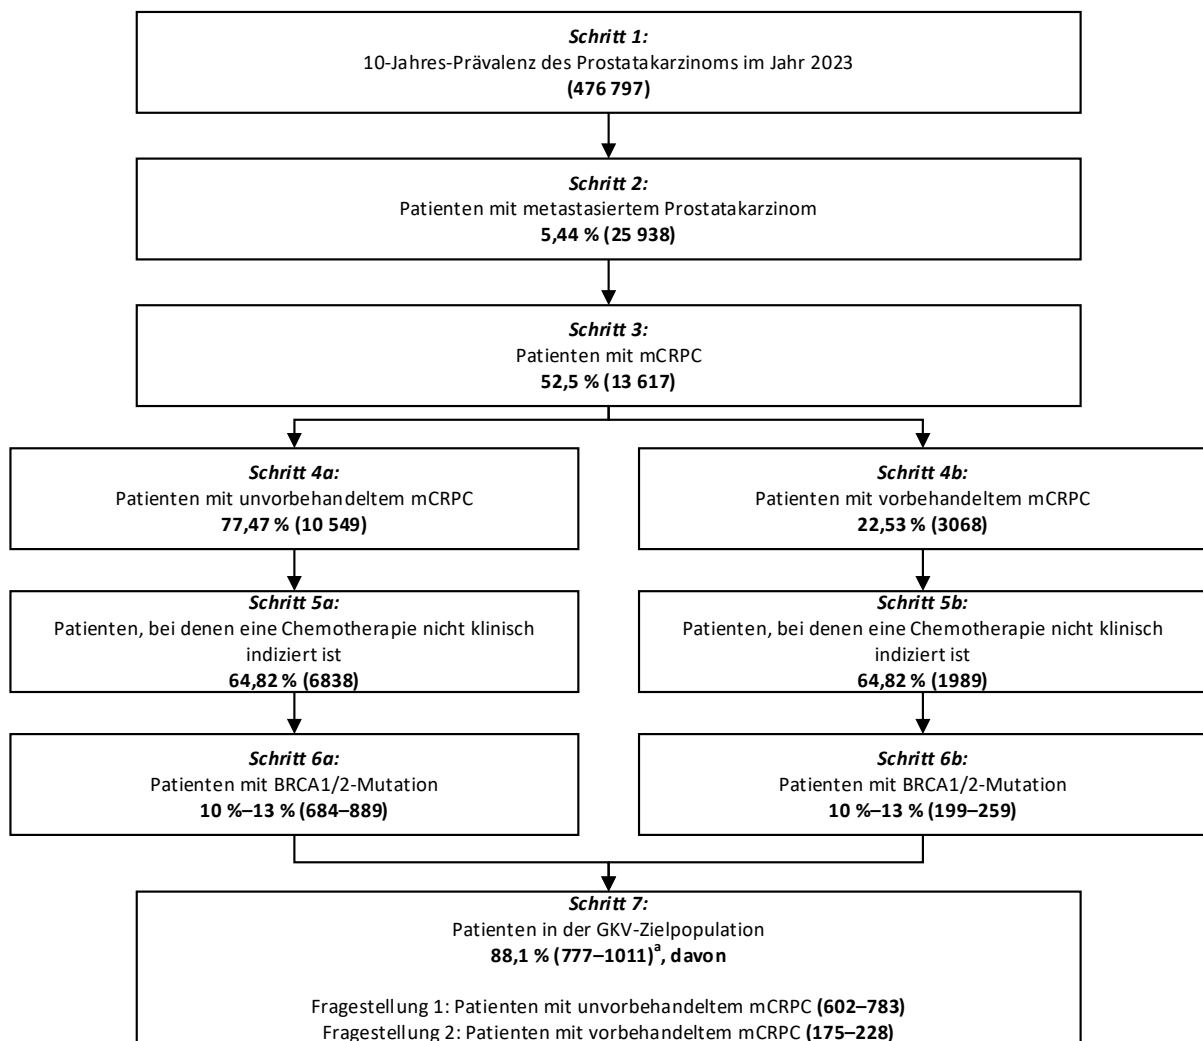 Schritt 1:
10-Jahres-Prävalenz des Prostatakarzinoms im Jahr 2023
(476 797)
Schritt 2:
Patienten mit metastasiertem Prostatakarzinom
5,44 % (25 938)
Schritt 3:
Patienten mit mCRPC
52,5 % (13 617)
Schritt 4a:
Patienten mit unvorbehandeltem mCRPC
77,47 % (10 549)
Schritt 4b:
Patienten mit vorbehandeltem mCRPC
22,53 % (3068)
Schritt 5a:
Patienten, bei denen eine Chemotherapie nicht klinisch
indiziert ist
64,82 % (6838)
Schritt 5b:
Patienten, bei denen eine Chemotherapie nicht klinisch
indiziert ist
64,82 % (1989)
Schritt 6a:
Patienten mit BRCA1/2-Mutation
10 %–13 % (684–889)
Schritt 6b:
Patienten mit BRCA1/2-Mutation
10 %–13 % (199–259)
Schritt 7:
Patienten in der GKV-Zielpopulation
88,1 % (777–1011)a, davon
Fragestellung 1: Patienten mit unvorbehandeltem mCRPC (602–783)
Fragestellung 2: Patienten mit vorbehandeltem mCRPC (175–228)